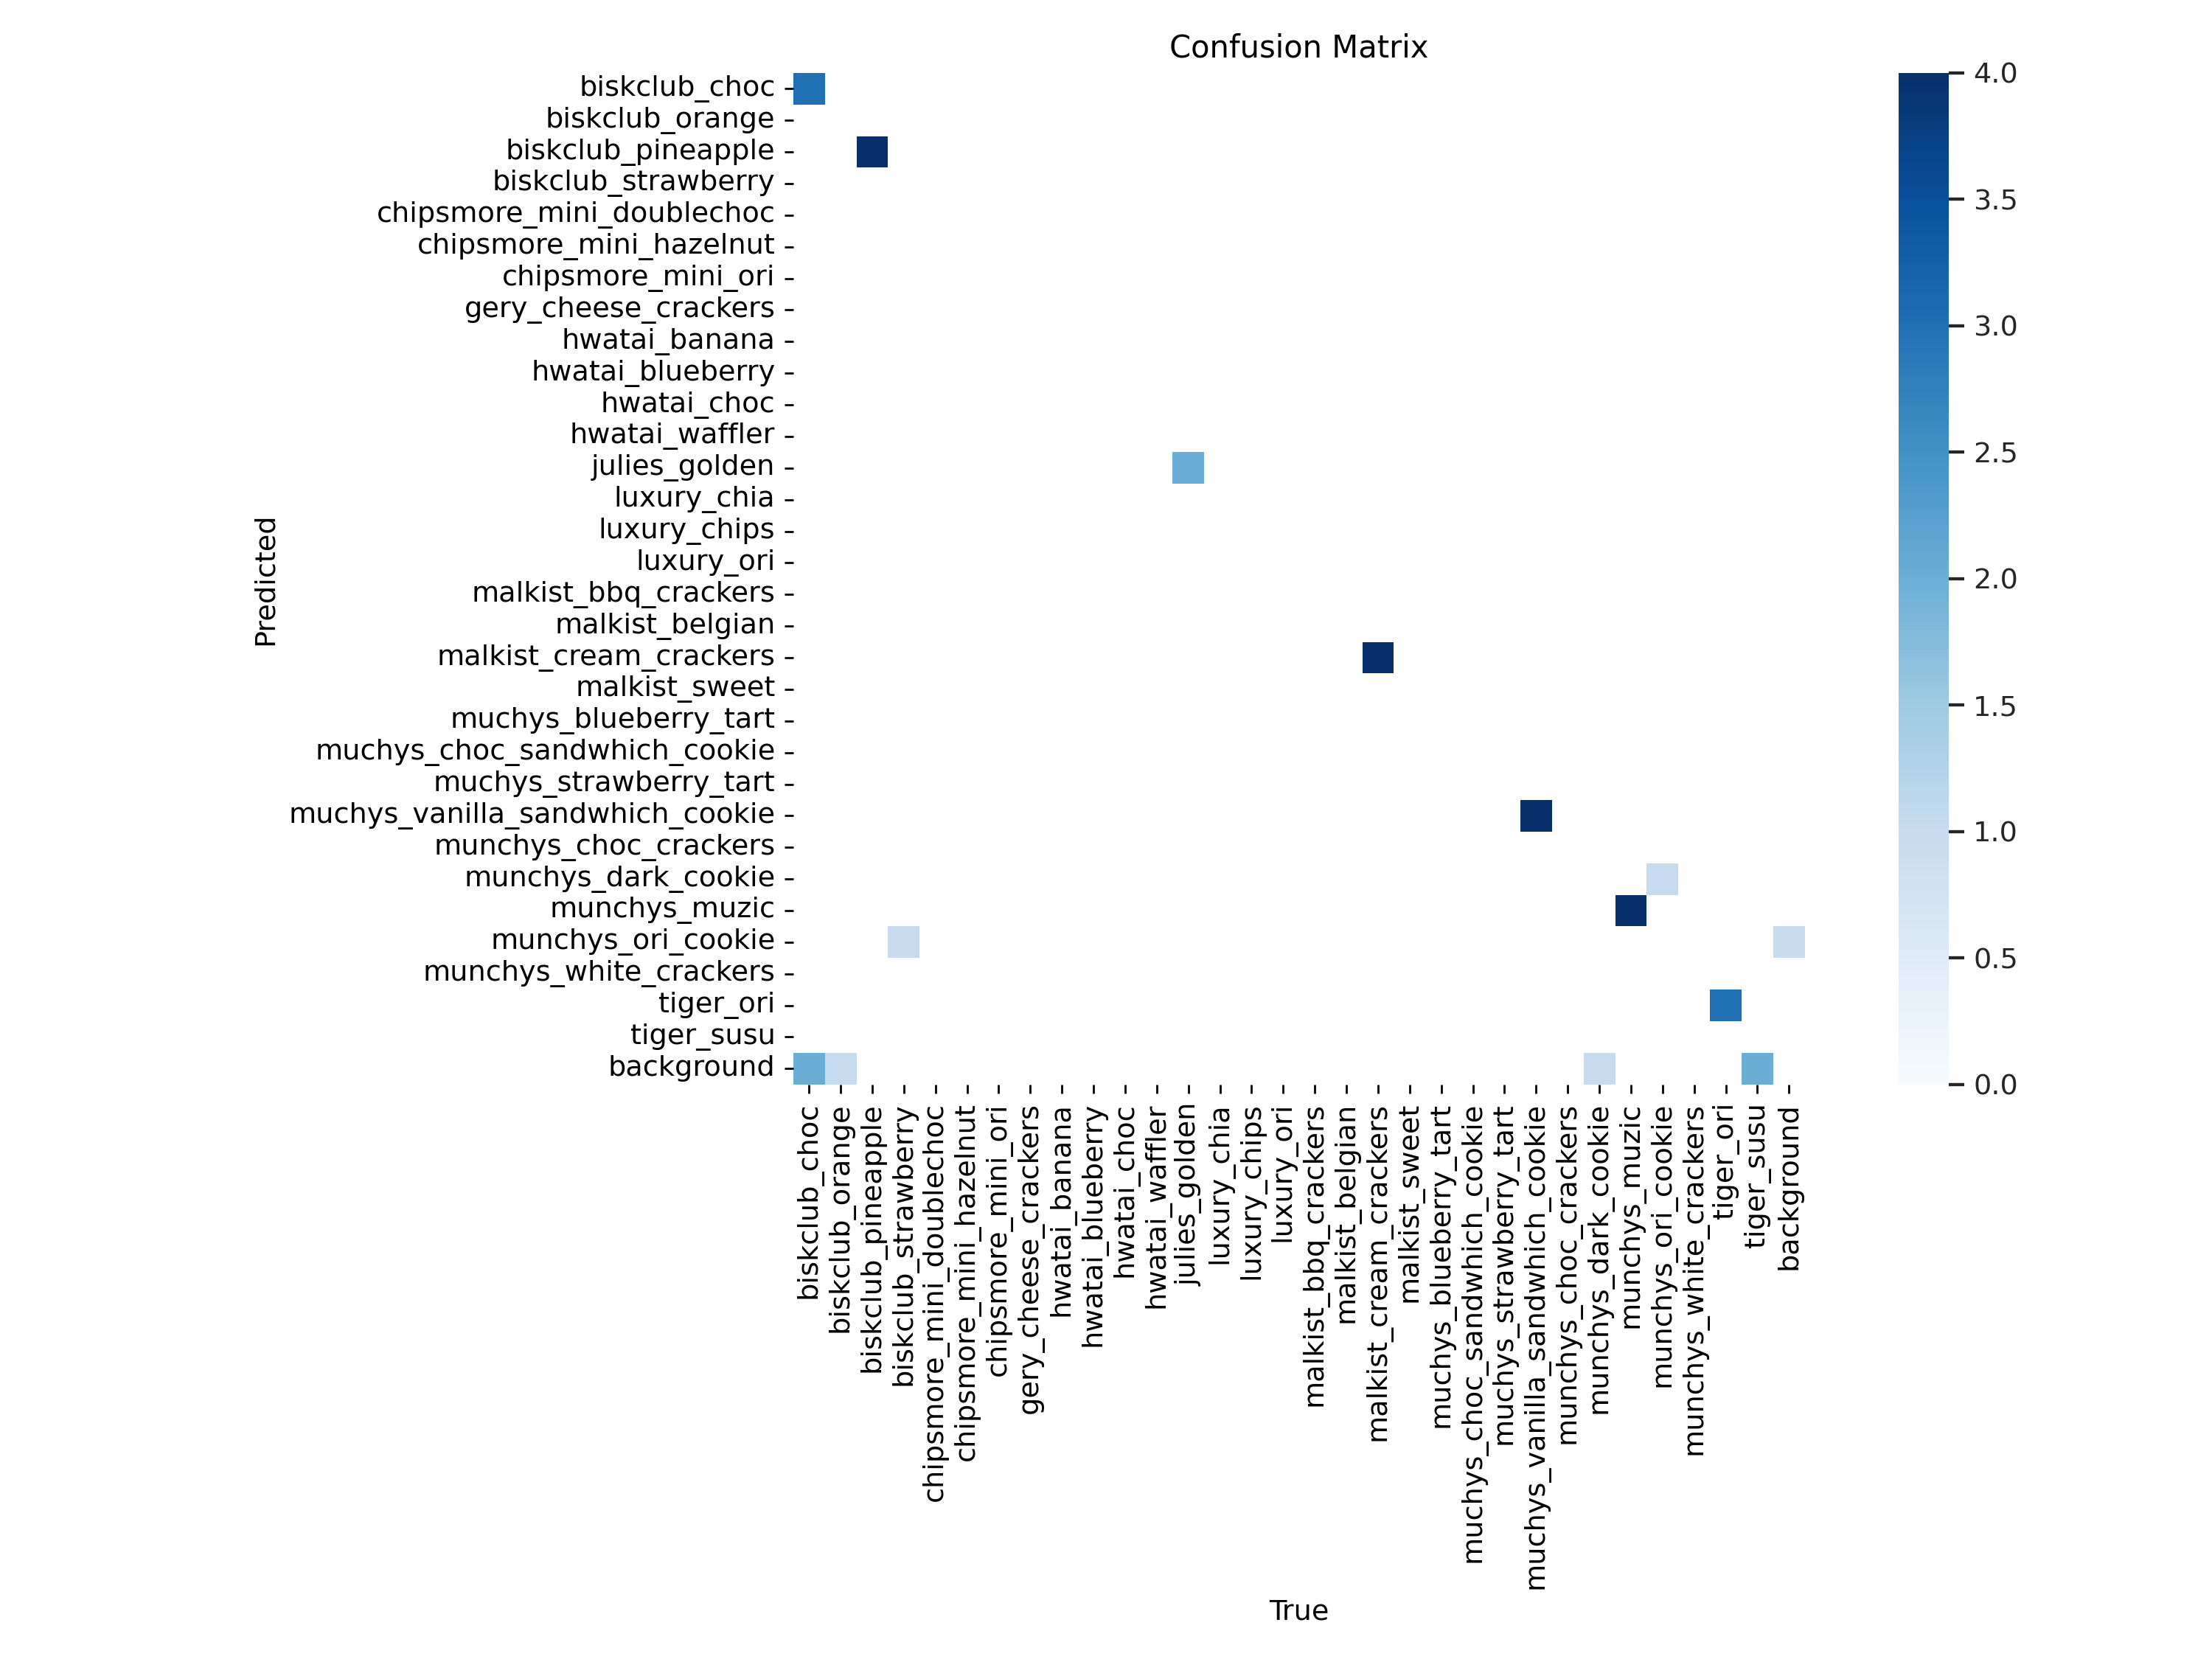 Confusion Matrix
biskclub_choc
biskclub_orange
biskclub_pineapple
biskclub_strawberry
chipsmore_mini_doublechoc
chipsmore_mini_hazelnut
chipsmore_mini_ori
gery_cheese_crackers
hwatai_banana
hwatai_blueberry
hwatai_choc
hwatai_waffler
julies_golden
luxury_chia
luxury_chips
luxury_ori
malkist_bbq_crackers
malkist_belgian
malkist_cream_crackers
malkist_sweet
muchys_blueberry_tart
muchys_choc_sandwhich_cookie
muchys_strawberry_tart
muchys_vanilla_sandwhich_cookie
munchys_choc_crackers
munchys_dark_cookie
munchys_muzic
munchys_ori_cookie
munchys_white_crackers
tiger_ori
tiger_susu
background
Predicted
biskclub_choc
biskclub_orange
biskclub_pineapple
biskclub_strawberry
chipsmore_mini_doublechoc
chipsmore_mini_hazelnut
chipsmore_mini_ori
gery_cheese_crackers
hwatai_banana
hwatai_blueberry
hwatai_choc
hwatai_waffler
julies_golden
luxury_chia
luxury_chips
luxury_ori
malkist_bbq_crackers
malkist_belgian
malkist_cream_crackers
malkist_sweet
muchys_blueberry_tart
muchys_choc_sandwhich_cookie
muchys_strawberry_tart
muchys_vanilla_sandwhich_cookie
munchys_choc_crackers
munchys_dark_cookie
munchys_muzic
munchys_ori_cookie
munchys_white_crackers
tiger_ori
tiger_susu
background
True
4.0
3.5
3.0
2.5
2.0
1.5
1.0
0.5
0.0